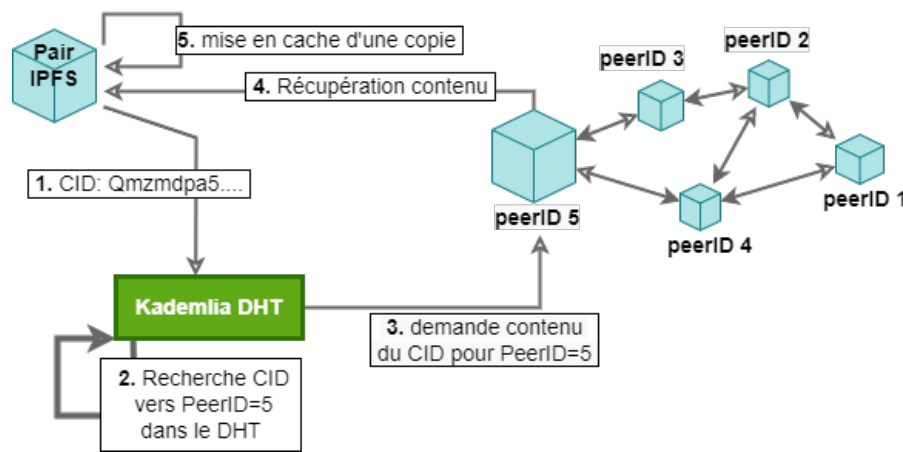 Pair
IPFS
5. mise en cache d'une copie
4. Récupération contenu
peerID 3
peerID 2
peerID 1
peerID 4
peerID 5
1. CID: Qmzmdpa5....
Kademlia DHT
3. demande contenu
du CID pour PeerID=5
2. Recherche CID
vers PeerID=5
dans le DHT